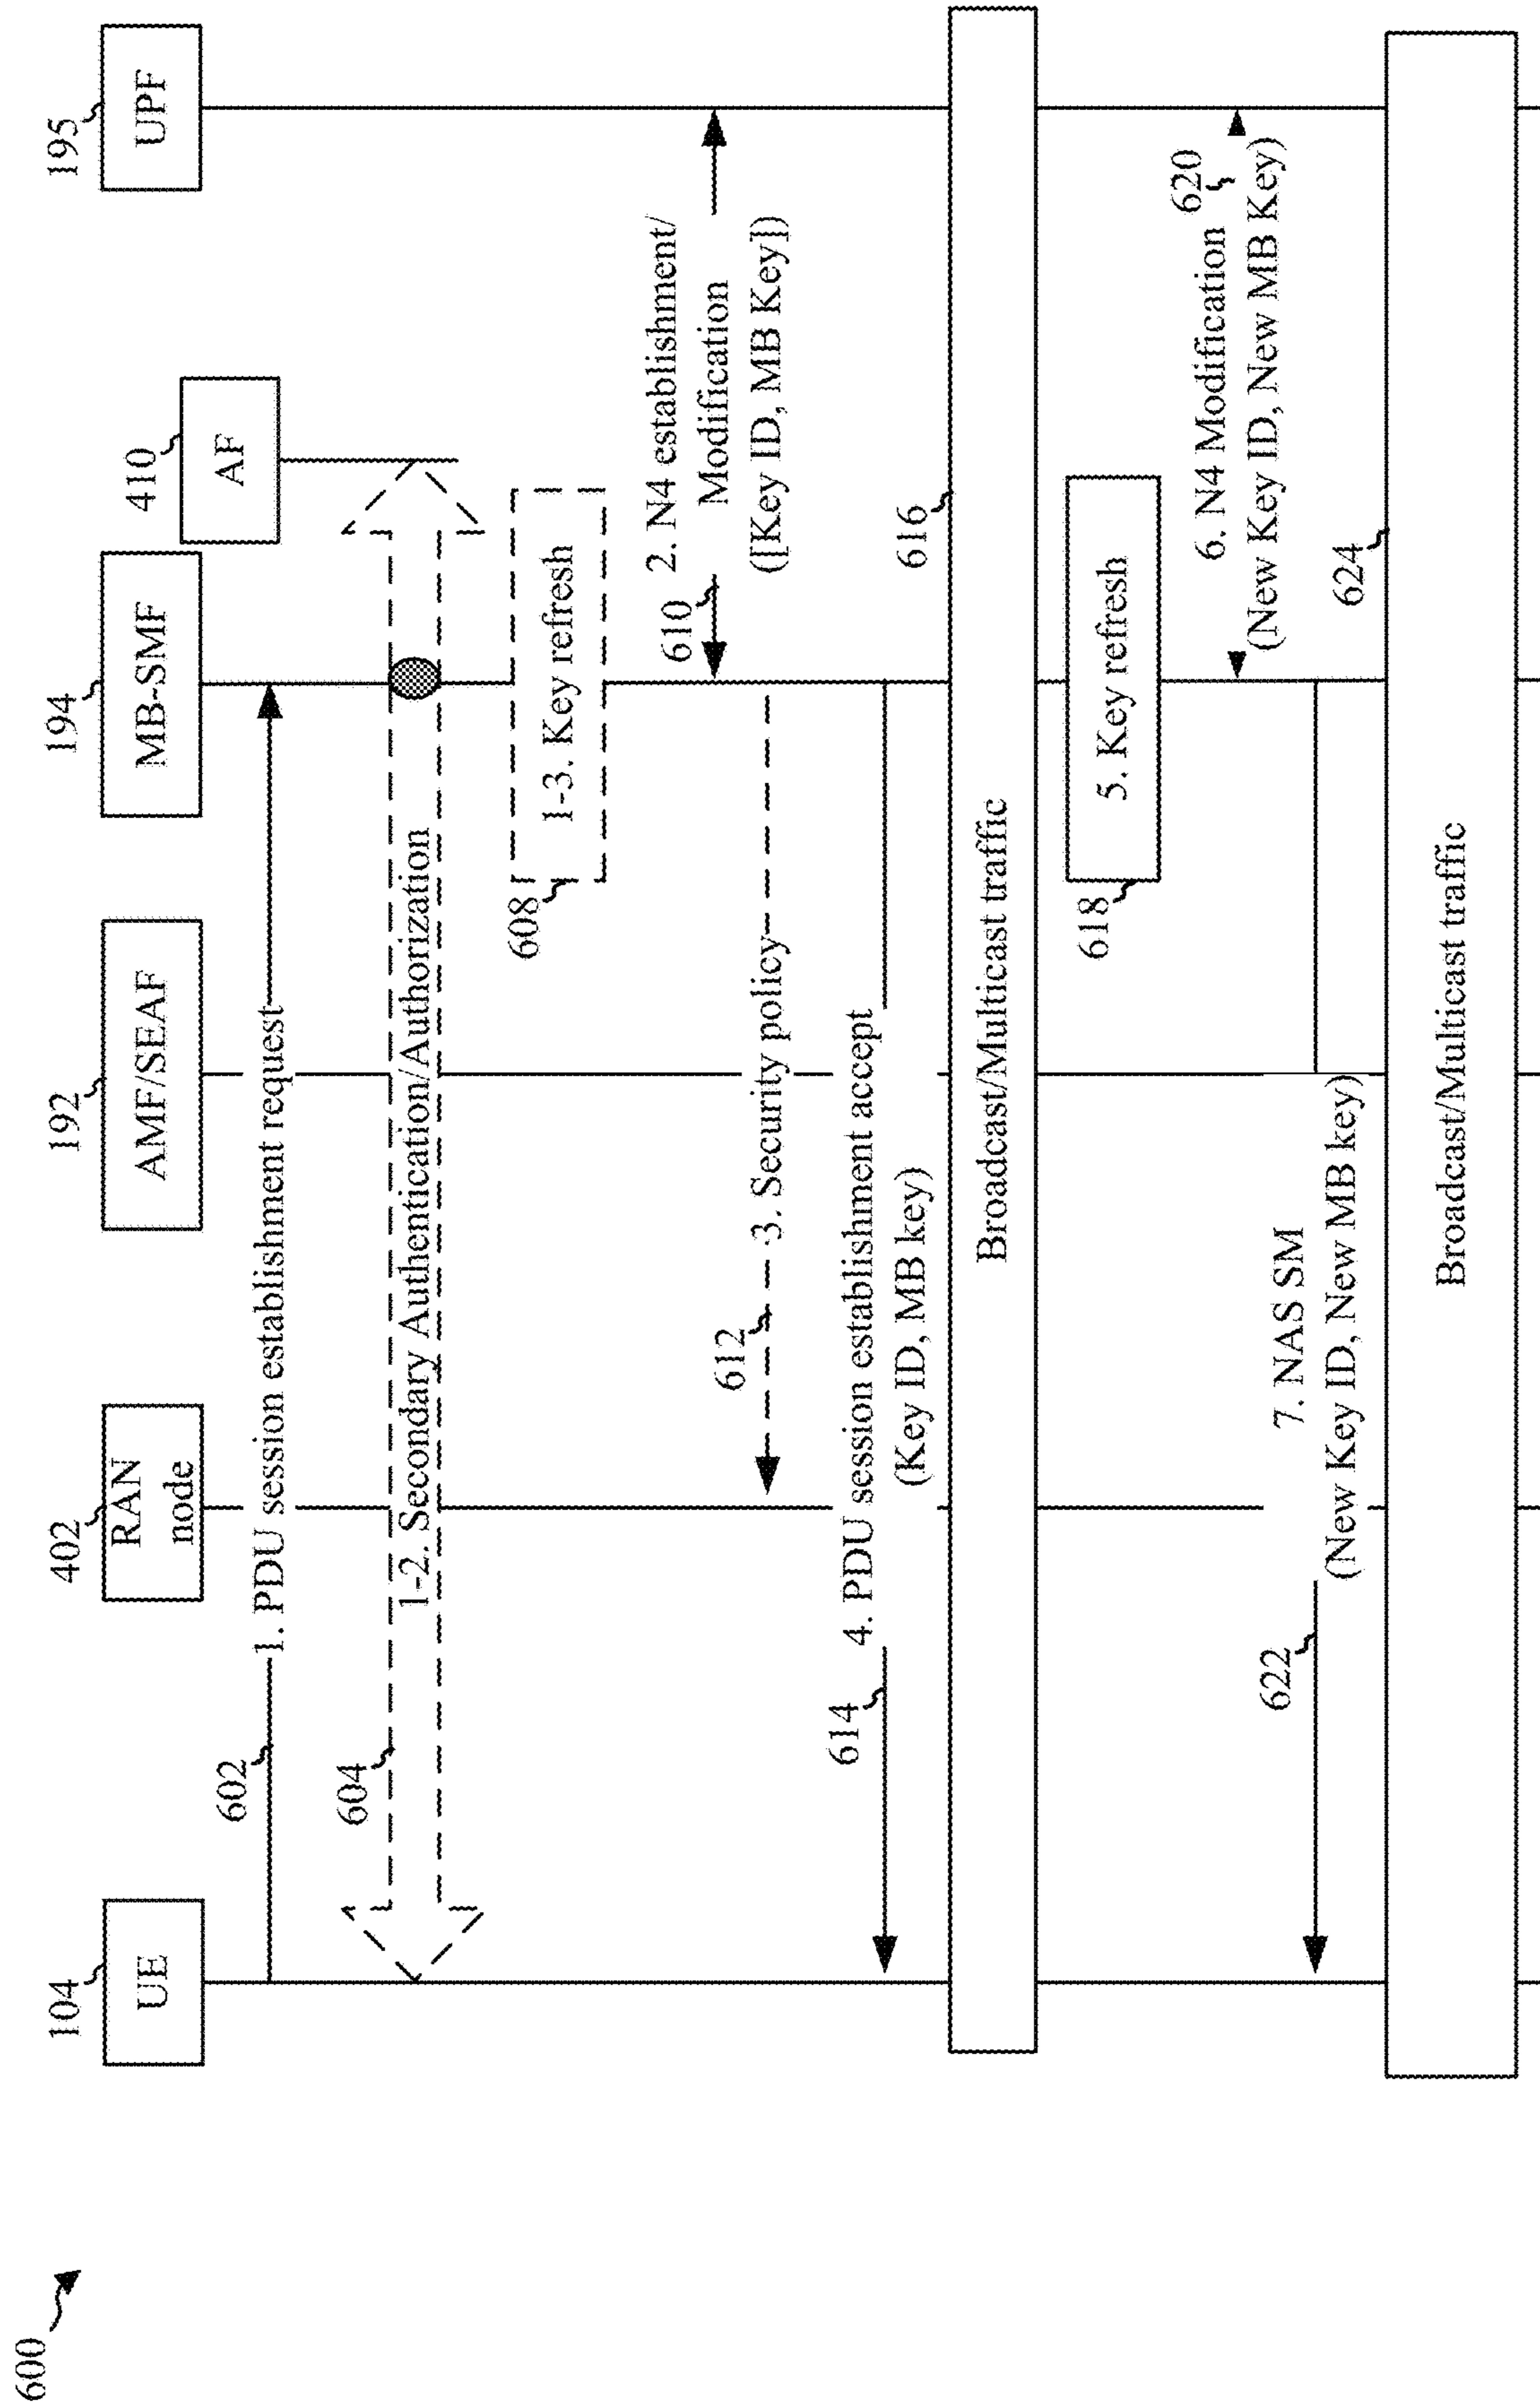 600
104
402
192
194
410
195
UE
RAN
node
AMF/SEAF
MB-SMF
AF
UPF
602
1. PDU session establishment request
604
1-2. Secondary Authentication/Authorization
608
1-3. Key refresh
610
2. N4 establishment/
Modification
([Key ID, MB Key])
612
3. Security policy
614
4. PDU session establishment accept
(Key ID, MB key)
616
Broadcast/Multicast traffic
618
5. Key refresh
620
6. N4 Modification
(New Key ID, New MB Key)
622
7. NAS SM
(New Key ID, New MB key)
624
Broadcast/Multicast traffic